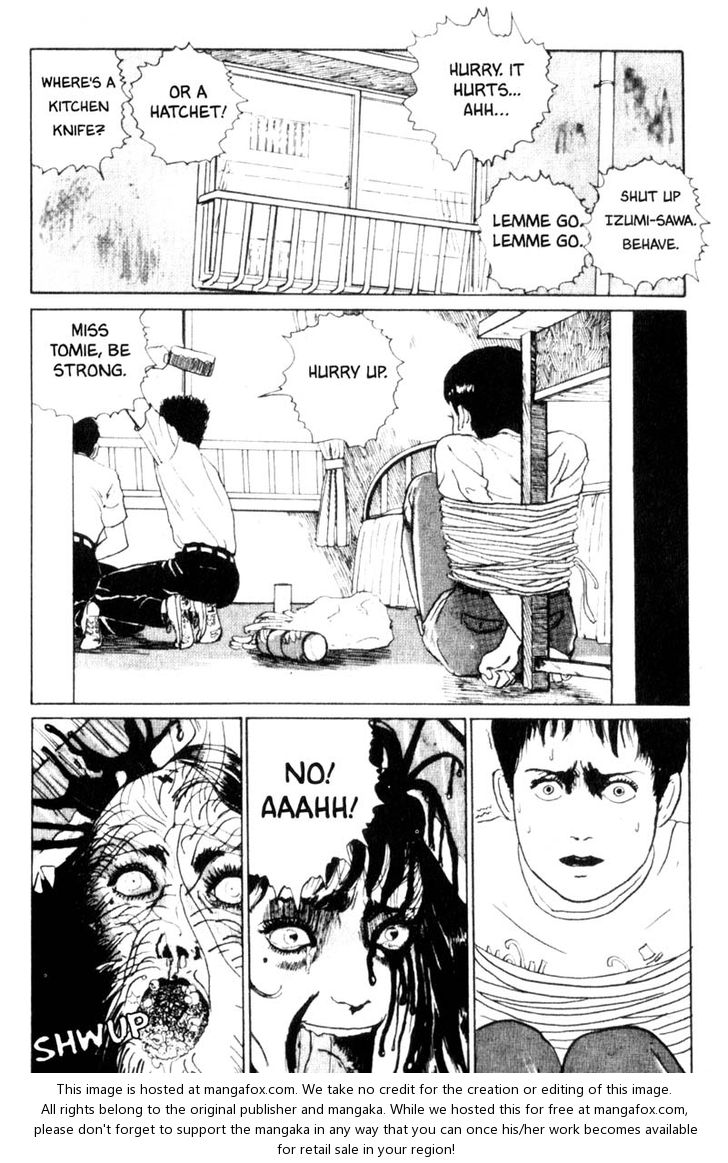 WHERE'S A
KITCHEN
KNIFE?
OR A
HATCHET!
HURRY. IT
HURTS...
AHH...
LEMME GO.
LEMME GO.
SHUT UP
IZUMI-SAWA.
BEHAVE.
MISS
TOMIE, BE
STRONG.
HURRY UP.
SHWUP
NO!
AAAHH!
This image is hosted at mangafox.com. We take no credit for the creation or editing of this image.
All rights belong to the original publisher and mangaka. While we hosted this for free at mangafox.com,
please don't forget to support the mangaka in any way that you can once his/her work becomes available
for retail sale in your region!